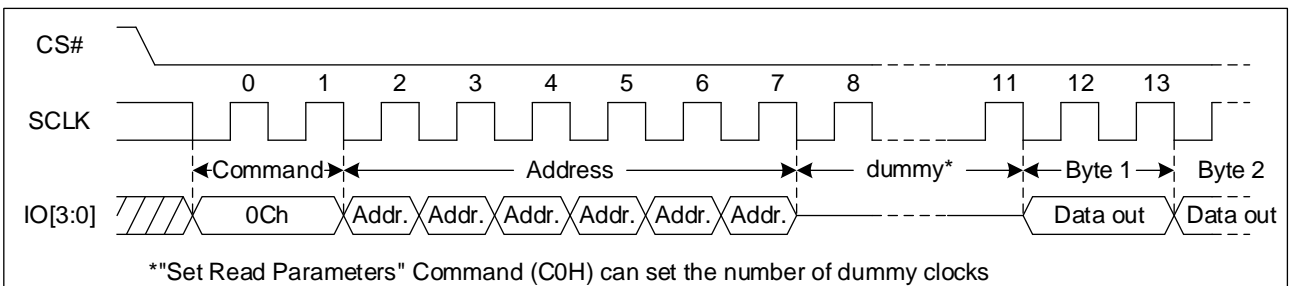 CS#
0 1 2 3 4 5 6 7 8 11 12 13
SCLK
Command Address dummy* Byte 1 Byte 2
IO[3:0] 0Ch Addr. Addr. Addr. Addr. Addr. Addr. Data out Data out
*"Set Read Parameters" Command (C0H) can set the number of dummy clocks